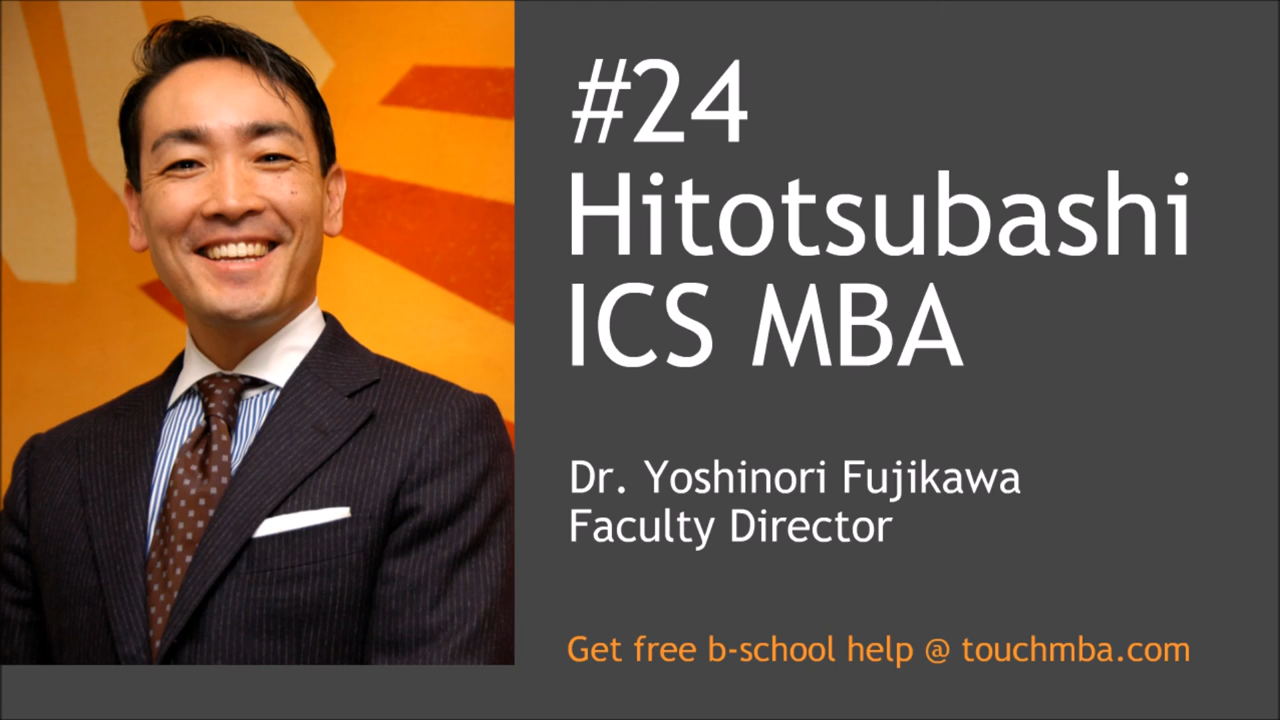 #24
Hitotsubashi
ICS MBA
Dr. Yoshinori Fujikawa
Faculty Director
Get free b-school help @ touchmba.com